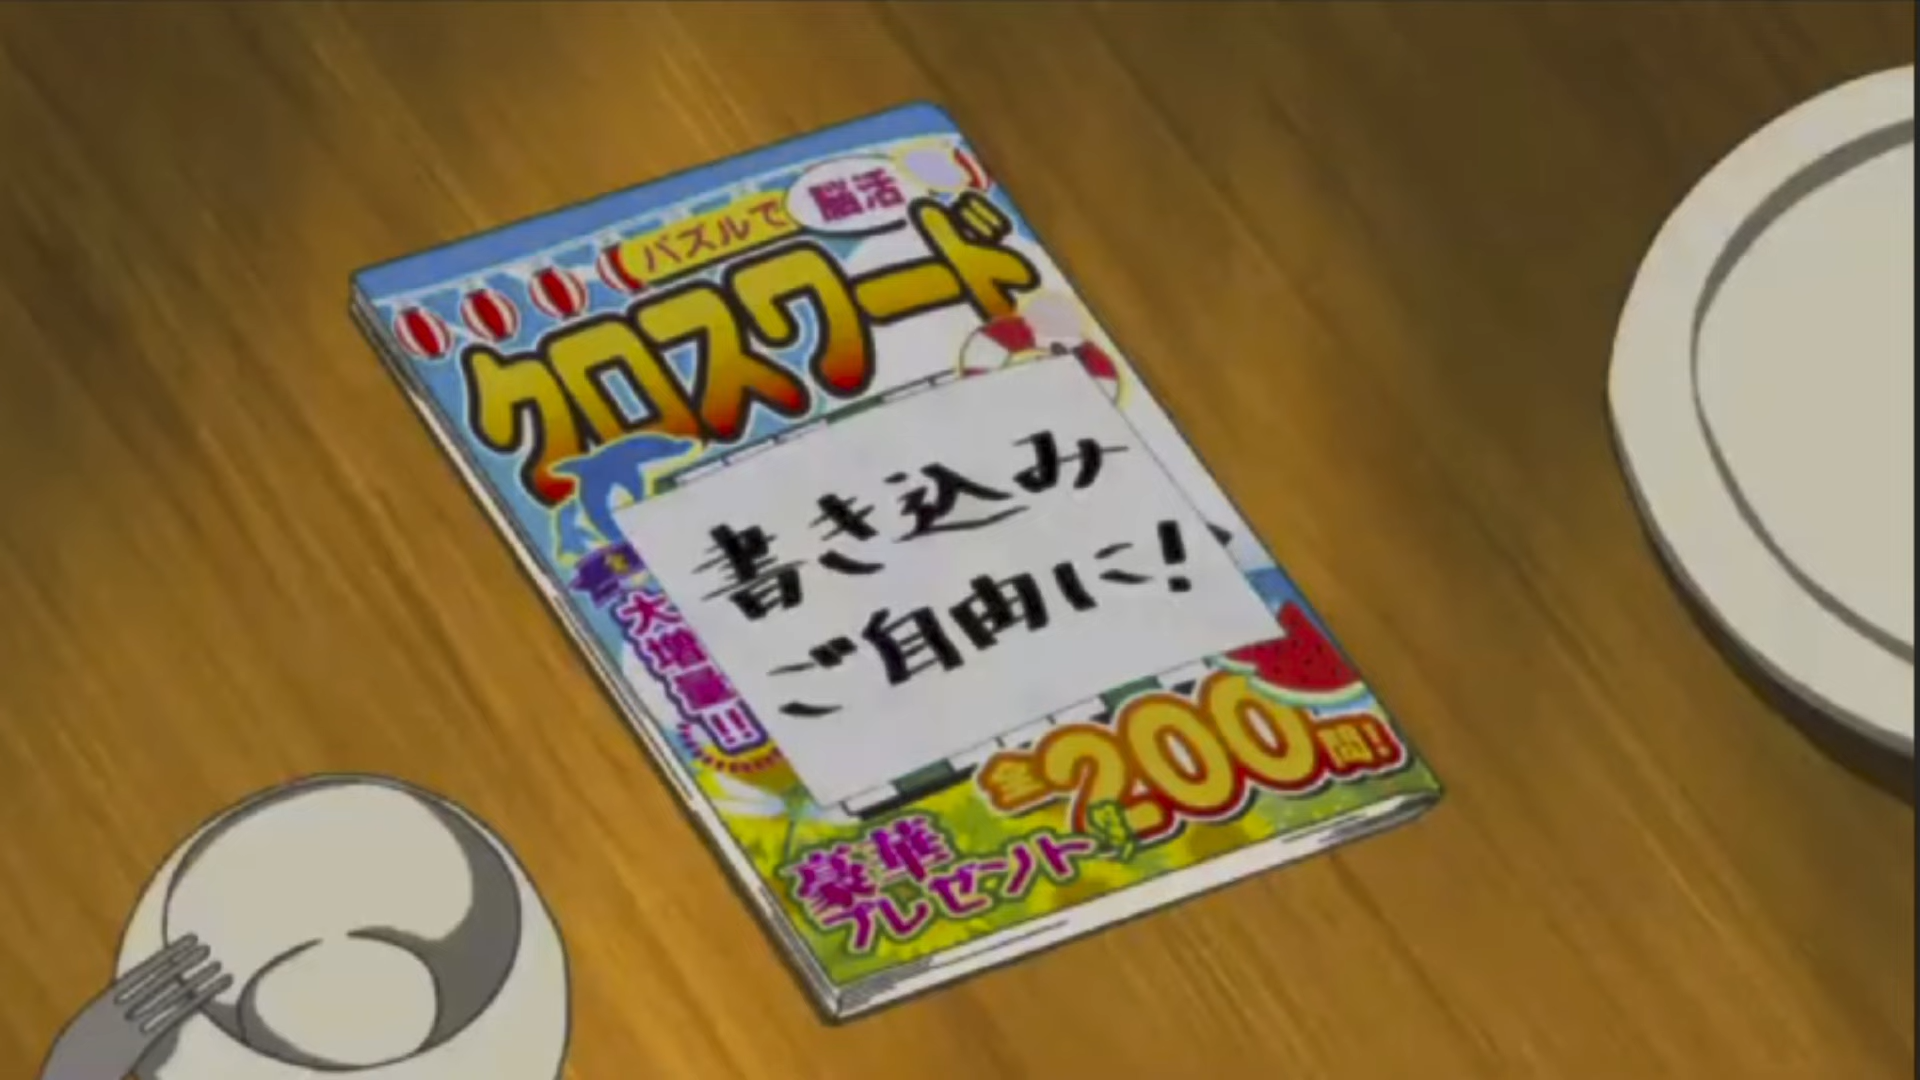 パズルで脳活
クロスワード
書き込み
ご自由に!
大増量!!
全200問!
豪華
プレゼント